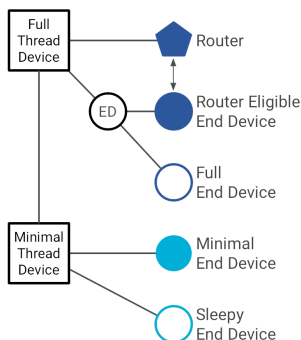 Full
Thread
Device
Router
ED
Router Eligible
End Device
Full
End Device
Minimal
Thread
Device
Minimal
End Device
Sleepy
End Device